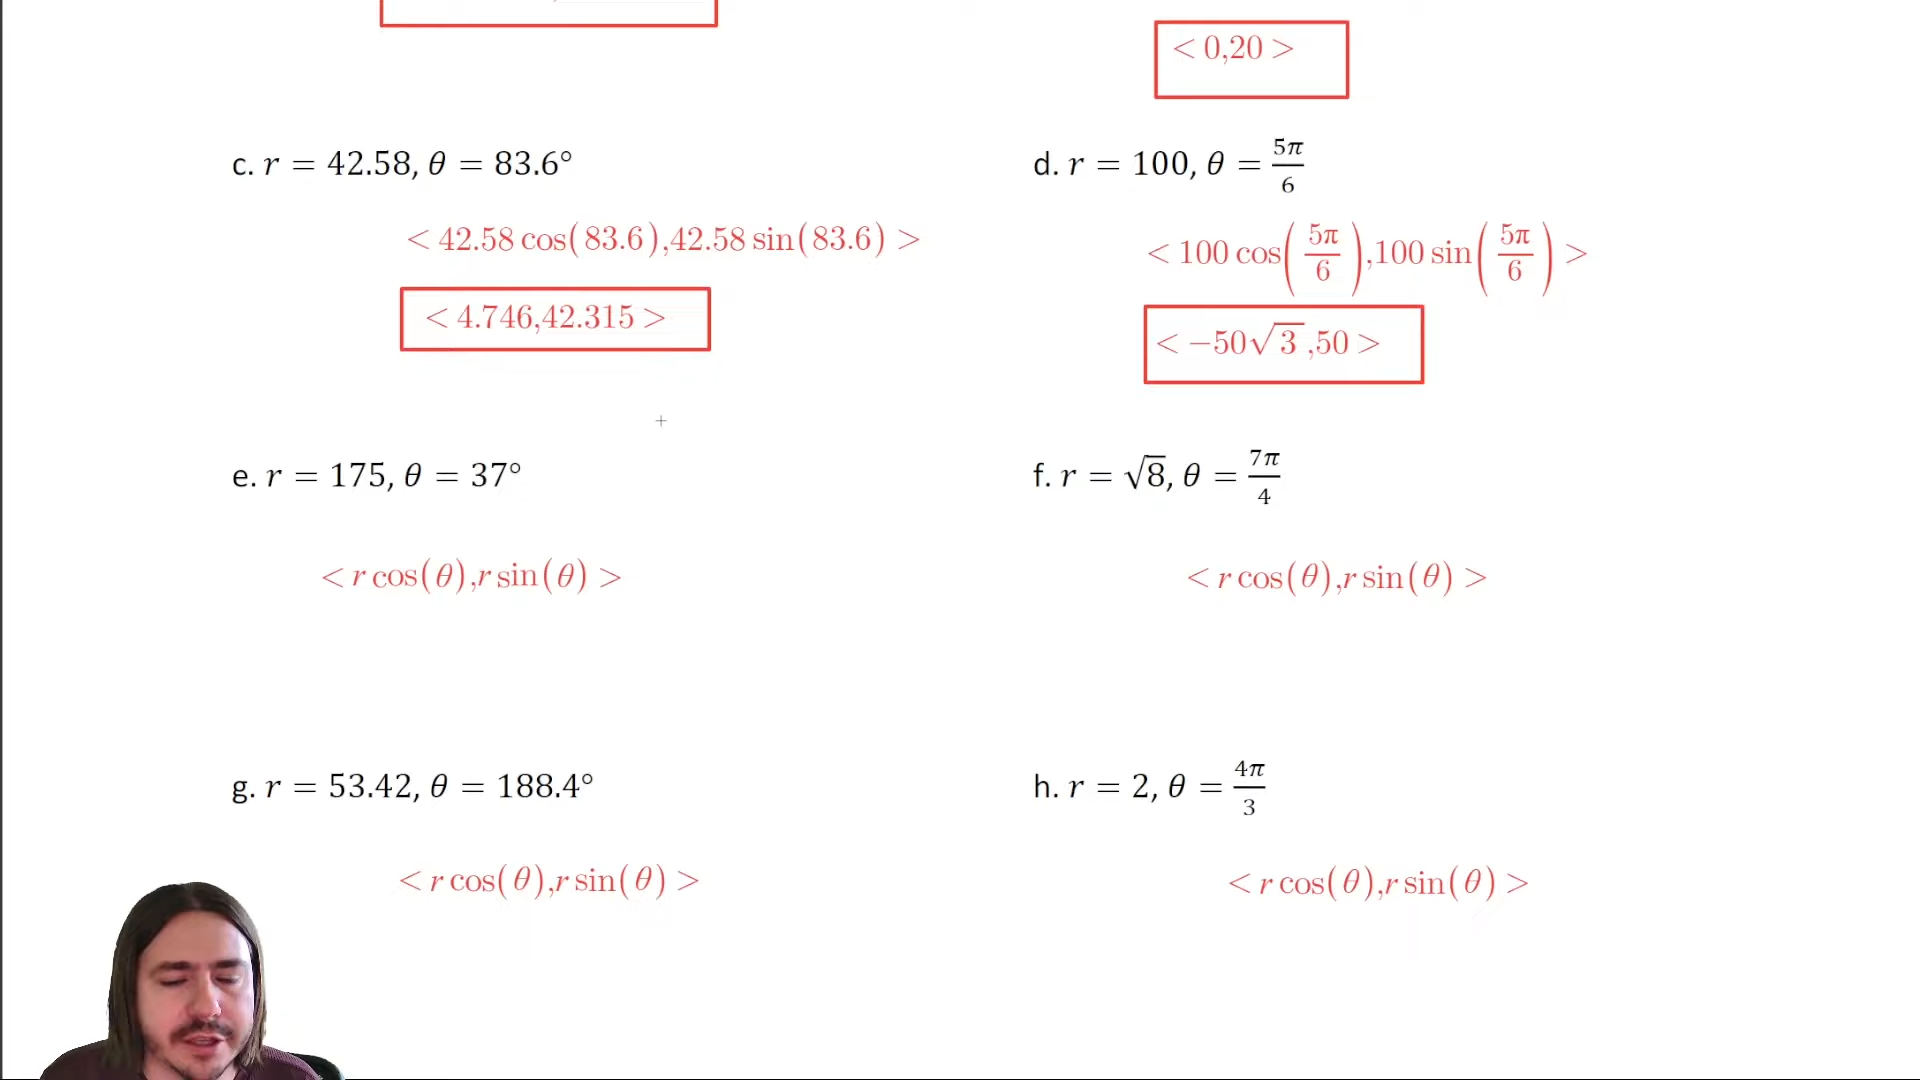 < 0,20 >
c. r = 42.58, θ = 83.6°
< 42.58 cos(83.6),42.58 sin(83.6) >
< 4.746,42.315 >
d. r = 100, θ = 5π/6
< 100 cos(5π/6),100 sin(5π/6) >
< −50√3,50 >
e. r = 175, θ = 37°
< r cos(θ),r sin(θ) >
f. r = √8, θ = 7π/4
< r cos(θ),r sin(θ) >
g. r = 53.42, θ = 188.4°
< r cos(θ),r sin(θ) >
h. r = 2, θ = 4π/3
< r cos(θ),r sin(θ) >